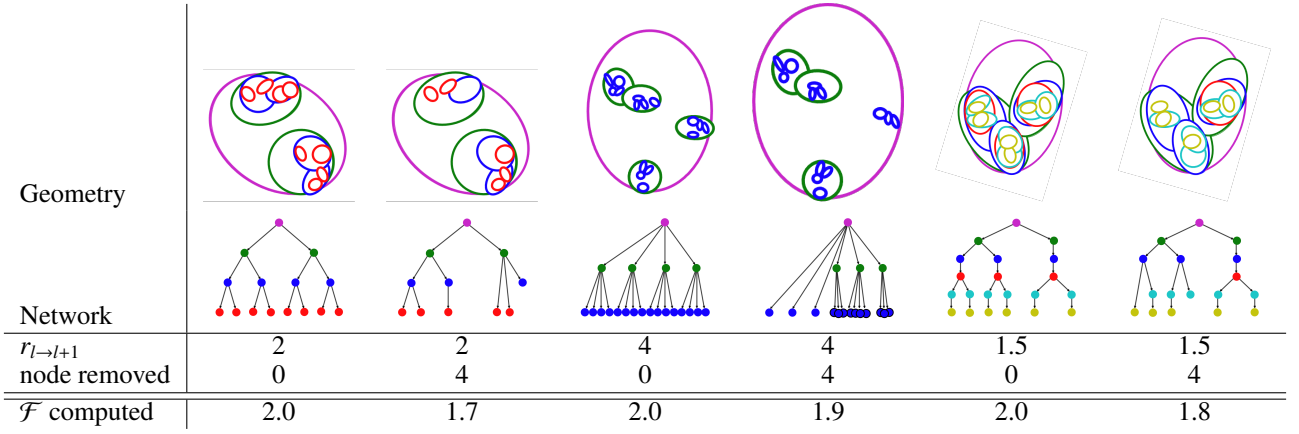 Geometry
Network
r_{l→l+1} 2 2 4 4 1.5 1.5
node removed 0 4 0 4 0 4
ℱ computed 2.0 1.7 2.0 1.9 2.0 1.8